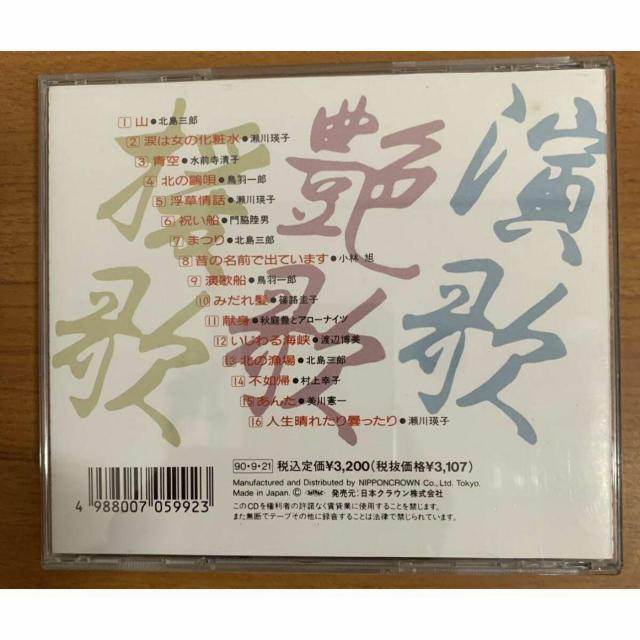 演歌
艶歌
援歌
1 山●北島三郎
2 涙は女の化粧水●瀬川瑛子
3 青空●水前寺清子
4 北の鷗唄●鳥羽一郎
5 浮草情話●瀬川瑛子
6 祝い船●門脇陸男
7 まつり●北島三郎
8 昔の名前で出ています●小林 旭
9 演歌船●鳥羽一郎
10 みだれ髪●篠路圭子
11 献身●秋庭豊とアローナイツ
12 いじわる海峡●渡辺博美
13 北の漁場●北島三郎
14 不如帰●村上幸子
15 あんた●美川憲一
16 人生晴れたり曇ったり●瀬川瑛子
90・9・21 税込定価¥3,200(税抜価格¥3,107)
Manufactured and Distributed by NIPPONCROWN Co., Ltd. Tokyo.
Made in Japan. Ⓒ 発売元:日本クラウン株式会社
このCDを権利者の許諾なく賃貸業に使用することを禁じます。
また無断でテープその他に録音することは法律で禁じられています。
4 988007 059923